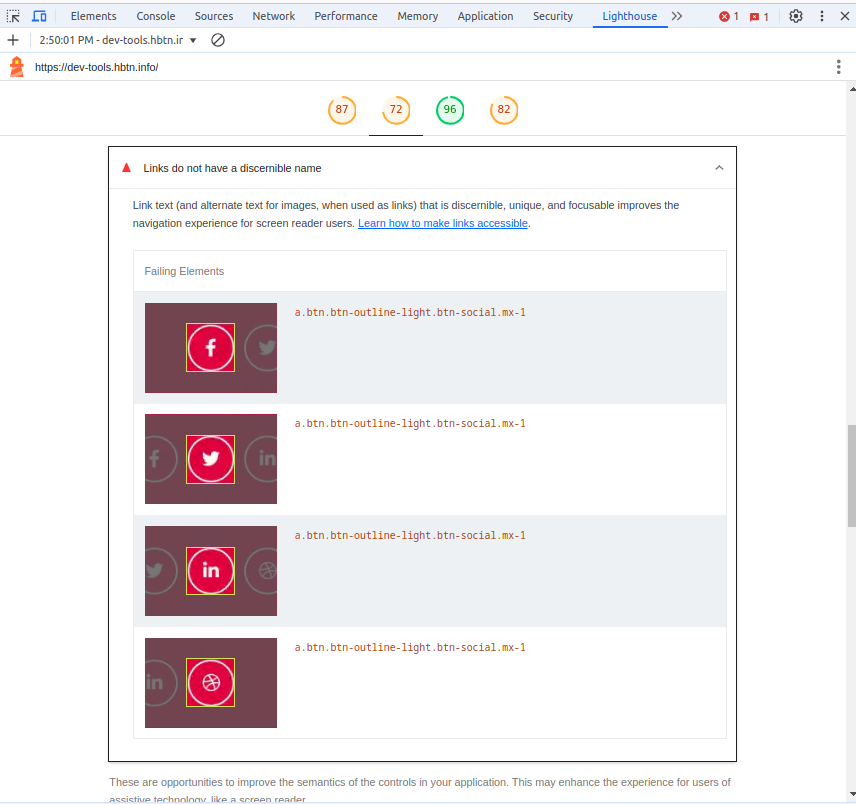 Elements Console Sources Network Performance Memory Application Security Lighthouse 1 1
2:50:01 PM - dev-tools.hbtn.ir
https://dev-tools.hbtn.info/
87 72 96 82
Links do not have a discernible name
Link text (and alternate text for images, when used as links) that is discernible, unique, and focusable improves the
navigation experience for screen reader users. Learn how to make links accessible.
Failing Elements
a.btn.btn-outline-light.btn-social.mx-1
a.btn.btn-outline-light.btn-social.mx-1
a.btn.btn-outline-light.btn-social.mx-1
a.btn.btn-outline-light.btn-social.mx-1
These are opportunities to improve the semantics of the controls in your application. This may enhance the experience for users of
assistive technology, like a screen reader.